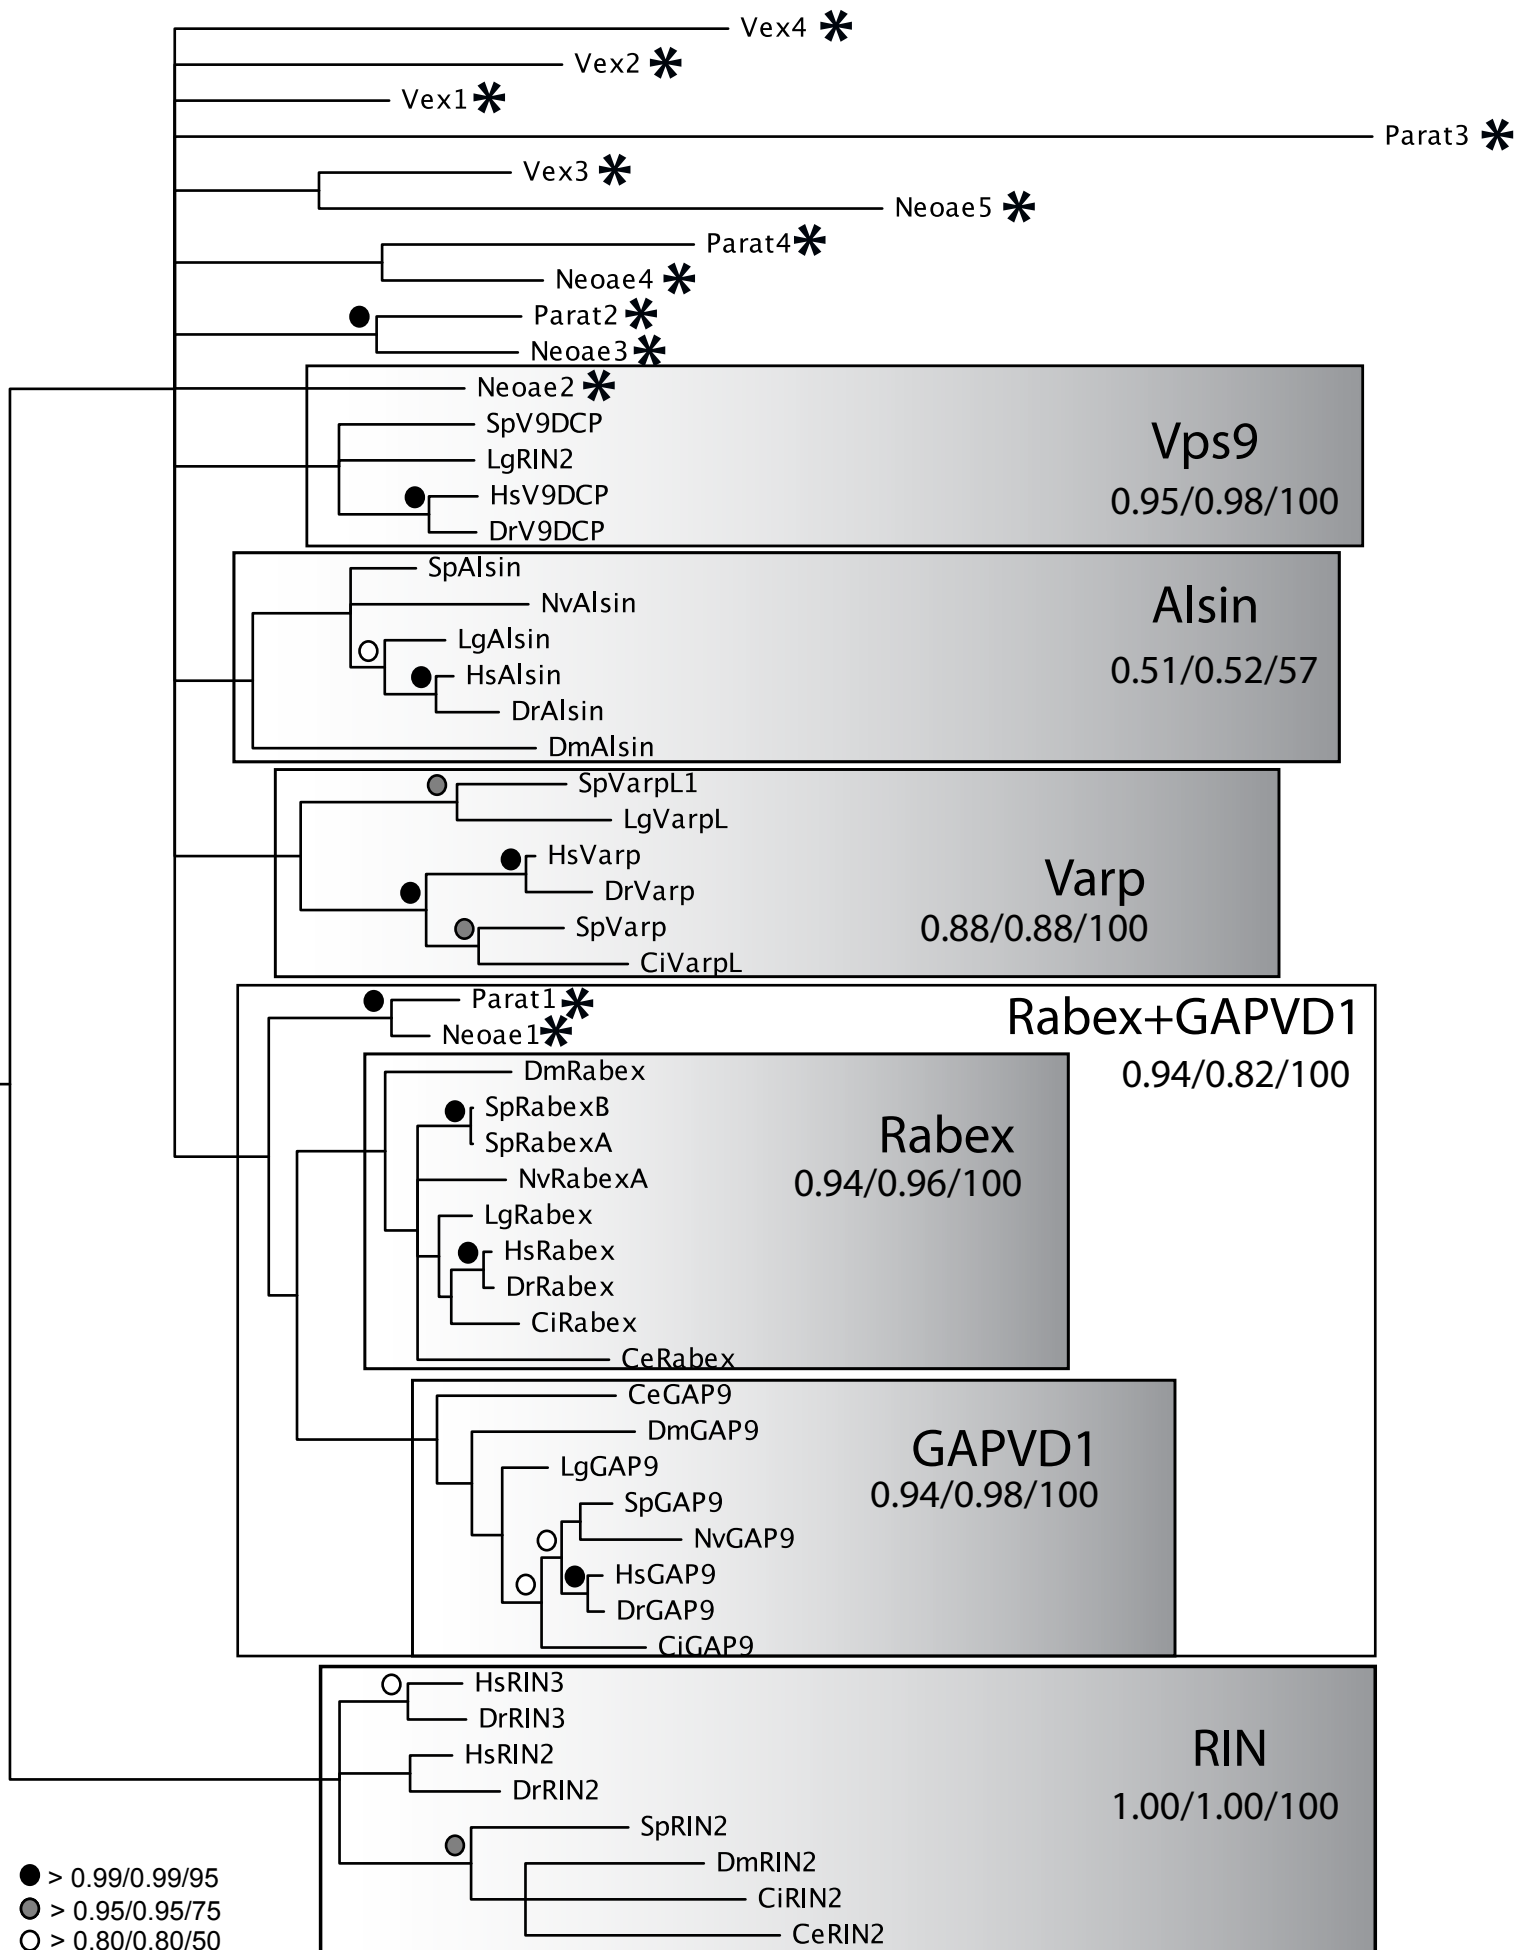 Vex4 *
Vex2 *
Vex1 *
Parat3 *
Vex3 *
Neoae5 *
Parat4 *
Neoae4 *
Parat2 *
Neoae3 *
Neoae2 *
SpV9DCP
LgRIN2
HsV9DCP
DrV9DCP
Vps9
0.95/0.98/100
SpAlsin
NvAlsin
LgAlsin
HsAlsin
DrAlsin
DmAlsin
Alsin
0.51/0.52/57
SpVarpL1
LgVarpL
HsVarp
DrVarp
SpVarp
CiVarpL
Varp
0.88/0.88/100
Parat1 *
Neoae1 *
Rabex+GAPVD1
0.94/0.82/100
DmRabex
SpRabexB
SpRabexA
NvRabexA
LgRabex
HsRabex
DrRabex
CiRabex
CeRabex
Rabex
0.94/0.96/100
CeGAP9
DmGAP9
LgGAP9
SpGAP9
NvGAP9
HsGAP9
DrGAP9
CiGAP9
GAPVD1
0.94/0.98/100
HsRIN3
DrRIN3
HsRIN2
DrRIN2
SpRIN2
DmRIN2
CiRIN2
CeRIN2
RIN
1.00/1.00/100
> 0.99/0.99/95
> 0.95/0.95/75
> 0.80/0.80/50